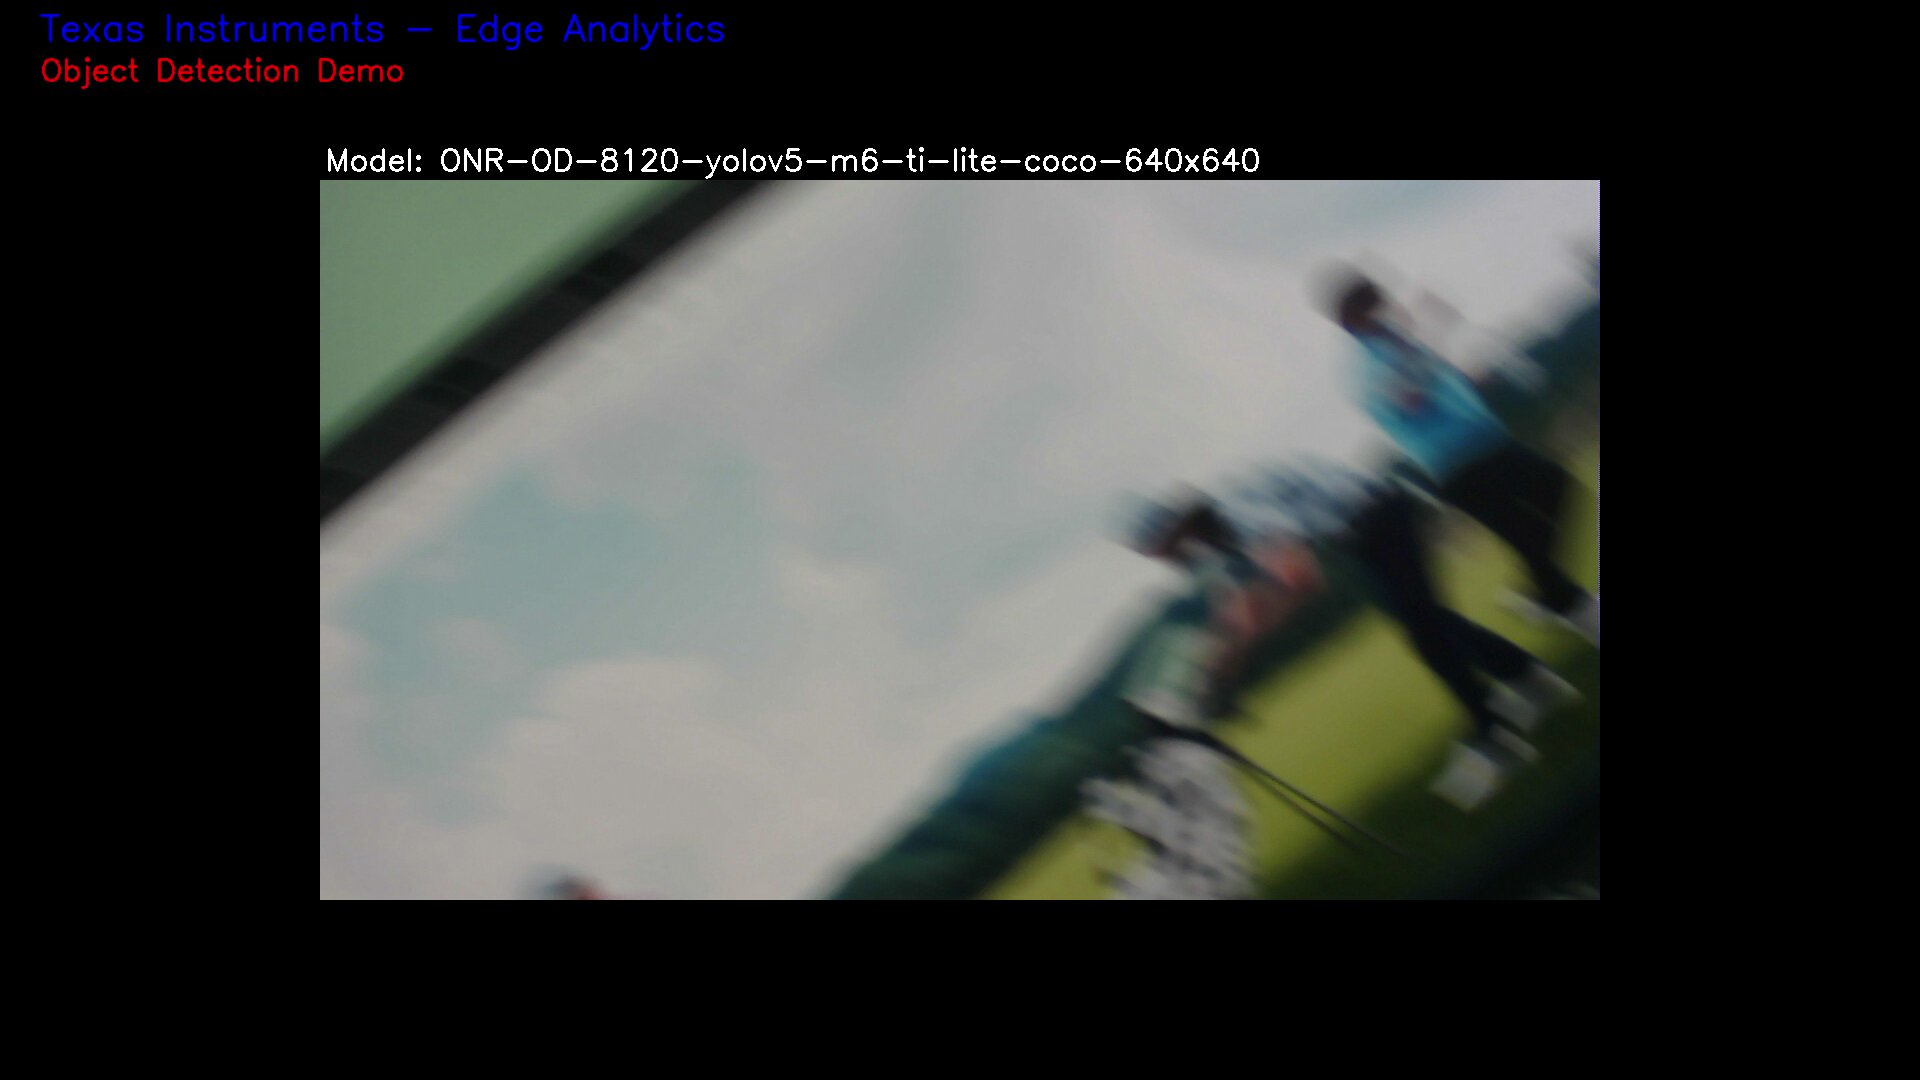 Texas Instruments - Edge Analytics
Object Detection Demo
Model: ONR-OD-8120-yolov5-m6-ti-lite-coco-640x640